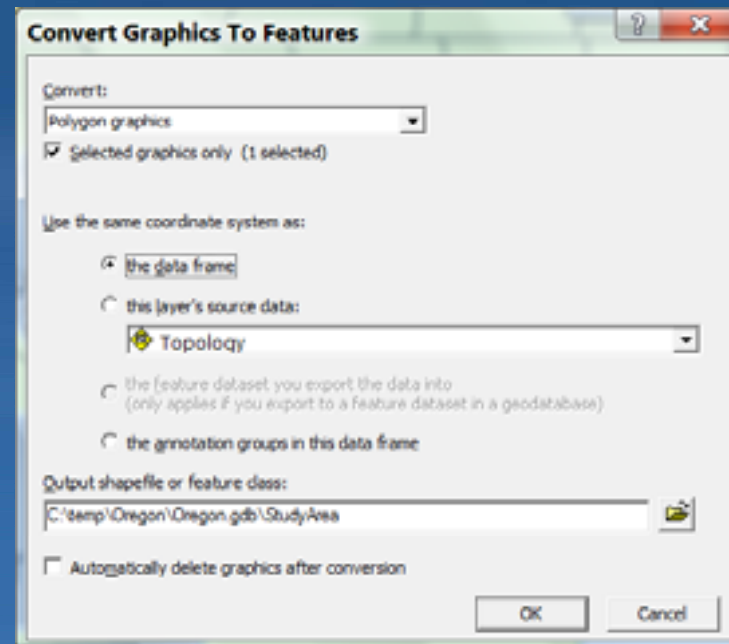 Convert Graphics To Features
Convert:
Polygon graphics
Selected graphics only (1 selected)
Use the same coordinate system as:
the data frame
this layer's source data:
Topology
the feature dataset you export the data into
(only applies if you export to a feature dataset in a geodatabase)
the annotation groups in this data frame
Output shapefile or feature class:
C:\temp\Oregon\Oregon.gdb\StudyArea
Automatically delete graphics after conversion
OK
Cancel